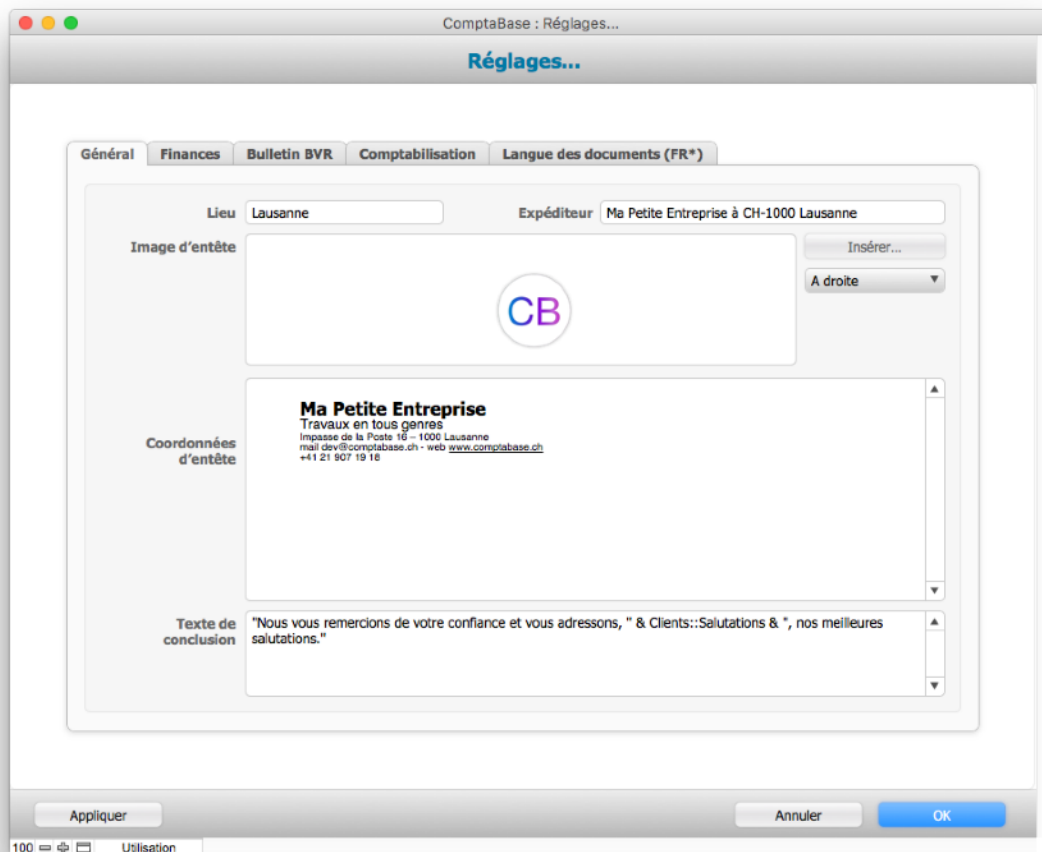 ComptaBase : Réglages...
Réglages...
Général Finances Bulletin BVR Comptabilisation Langue des documents (FR*)
Lieu Lausanne Expéditeur Ma Petite Entreprise à CH-1000 Lausanne
Image d'entête Insérer...
A droite
CB
Ma Petite Entreprise
Travaux en tous genres
Impasse de la Poste 16 – 1000 Lausanne
mail dev@comptabase.ch - web www.comptabase.ch
+41 21 907 19 18
Coordonnées
d'entête
Texte de
conclusion
"Nous vous remercions de votre confiance et vous adressons, " & Clients::Salutations & ", nos meilleures
salutations."
Appliquer Annuler OK
100 Utilisation